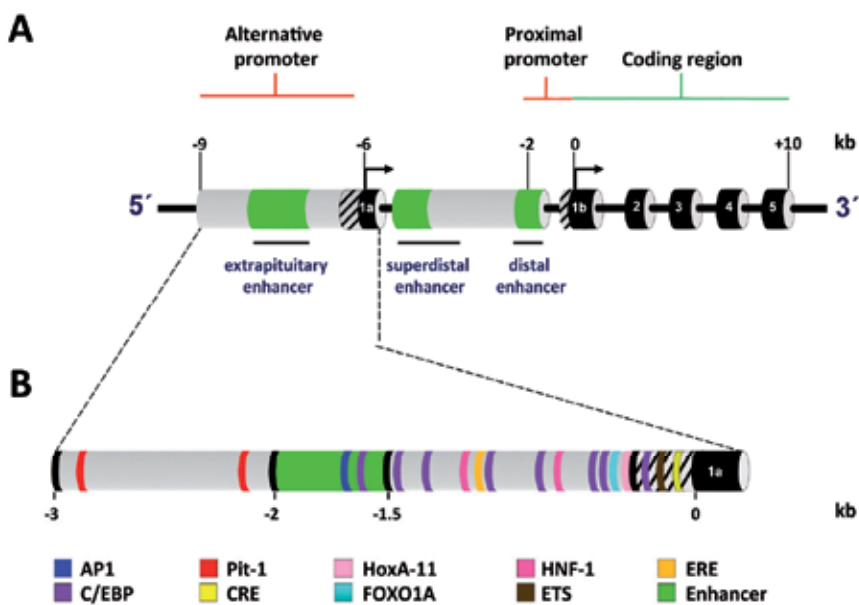 A
Alternative
promoter
Proximal
promoter
Coding region
-9
-6
-2
0
+10
kb
5´
1a
1b
2
3
4
5
3´
extrapituitary
enhancer
superdistal
enhancer
distal
enhancer
B
1a
-3
-2
-1.5
0
kb
AP1
Pit-1
HoxA-11
HNF-1
ERE
C/EBP
CRE
FOXO1A
ETS
Enhancer